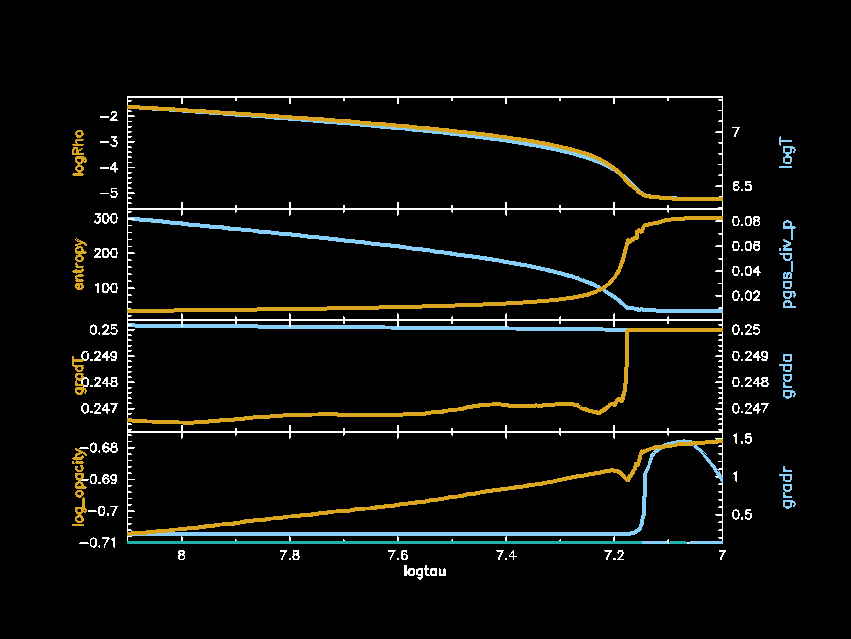 logRho
−2
−3
−4
−5
7
6.5
logT
entropy
300
200
100
0.08
0.06
0.04
0.02
pgas_div_p
gradT
0.25
0.249
0.248
0.247
0.25
0.249
0.248
0.247
grada
log_opacity
−0.68
−0.69
−0.7
−0.71
1.5
1
0.5
gradr
8 7.8 7.6 7.4 7.2 7
logtau